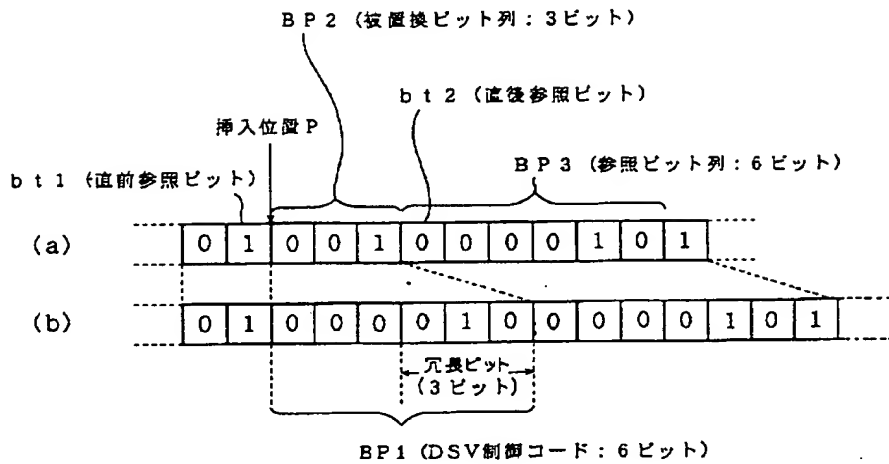 BP2 (被置換ビット列:3ビット)
bt2 (直後参照ビット)
挿入位置P
BP3 (参照ビット列:6ビット)
bt1 (直前参照ビット)
(a) 0 1 0 0 1 0 0 0 0 1 0 1
(b) 0 1 0 0 0 0 1 0 0 0 0 0 1 0 1
冗長ビット
(3ビット)
BP1 (DSV制御コード:6ビット)